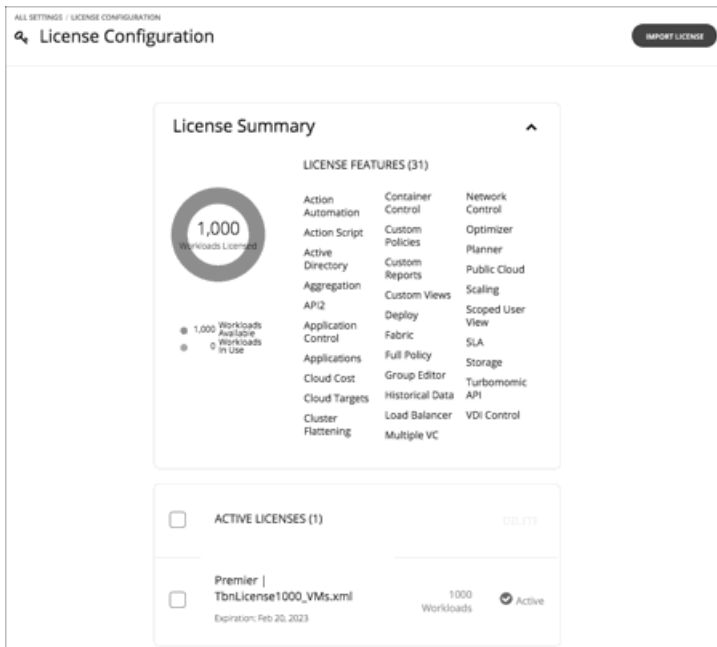 ALL SETTINGS / LICENSE CONFIGURATION
License Configuration
IMPORT LICENSE
License Summary
LICENSE FEATURES (31)
1,000
Workloads Licensed
1,000 Workloads Available
0 Workloads In Use
Action
Automation
Action Script
Active
Directory
Aggregation
API2
Application
Control
Applications
Cloud Cost
Cloud Targets
Cluster
Flattening
Container
Control
Custom
Policies
Custom
Reports
Custom Views
Deploy
Fabric
Full Policy
Group Editor
Historical Data
Load Balancer
Multiple VC
Network
Control
Optimizer
Planner
Public Cloud
Scaling
Scoped User
View
SLA
Storage
Turbomomic
API
VDI Control
ACTIVE LICENSES (1)
DELETE
Premier |
TbnLicense1000_VMs.xml
Expiration: Feb 20, 2023
1000
Workloads
Active